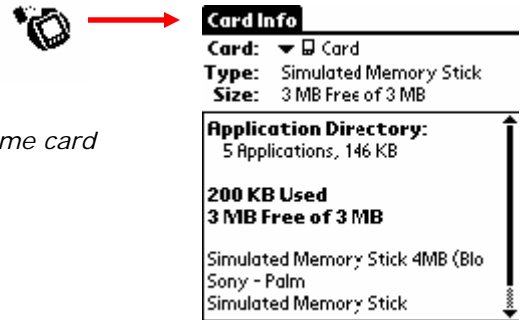 Card Info
Card: Card
Type: Simulated Memory Stick
Size: 3 MB Free of 3 MB
me card
Application Directory:
5 Applications, 146 KB
200 KB Used
3 MB Free of 3 MB
Simulated Memory Stick 4MB (Blo
Sony - Palm
Simulated Memory Stick